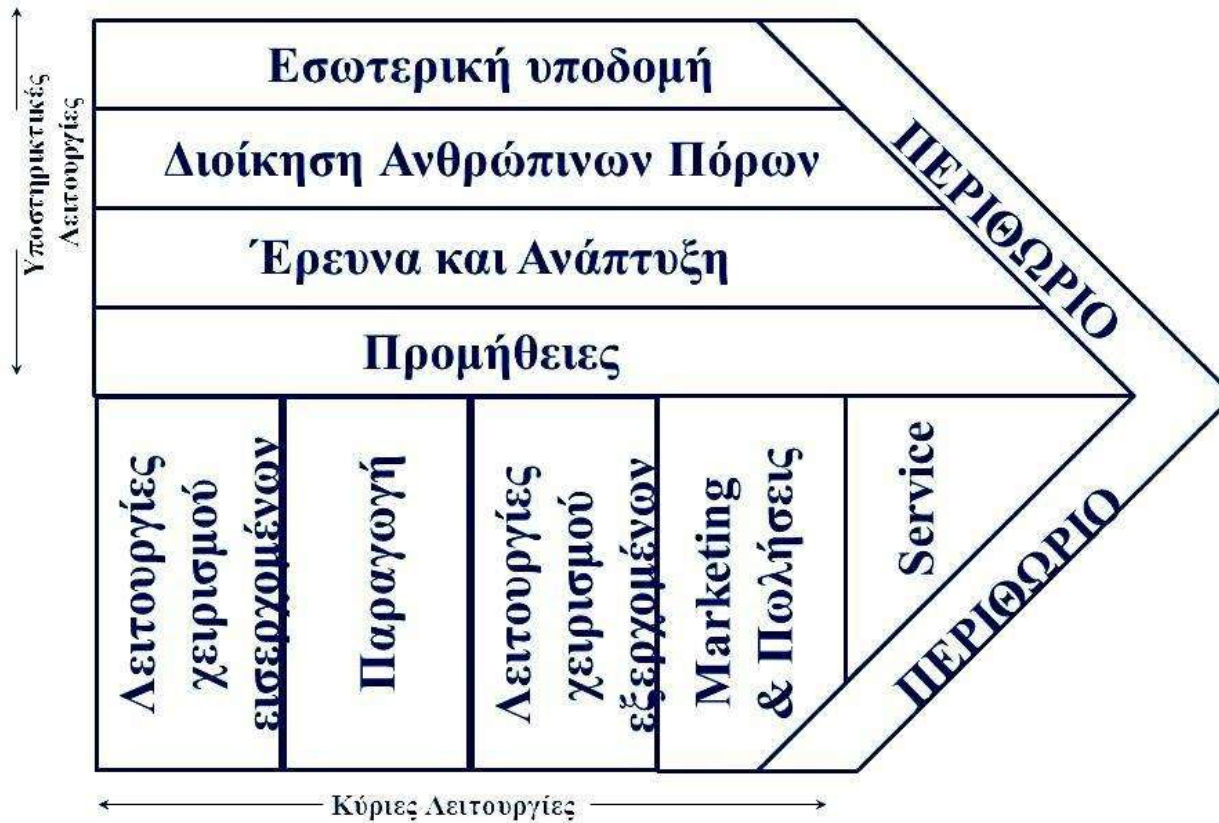 Υποστηρικτικές
Λειτουργίες
Εσωτερική υποδομή
Διοίκηση Ανθρώπινων Πόρων
Έρευνα και Ανάπτυξη
Προμήθειες
ΠΕΡΙΘΩΡΙΟ
Λειτουργίες
χειρισμού
εισερχομένων
Παραγωγή
Λειτουργίες
χειρισμού
εξερχομένων
Marketing
& Πωλήσεις
Service
ΠΕΡΙΘΩΡΙΟ
Κύριες Λειτουργίες